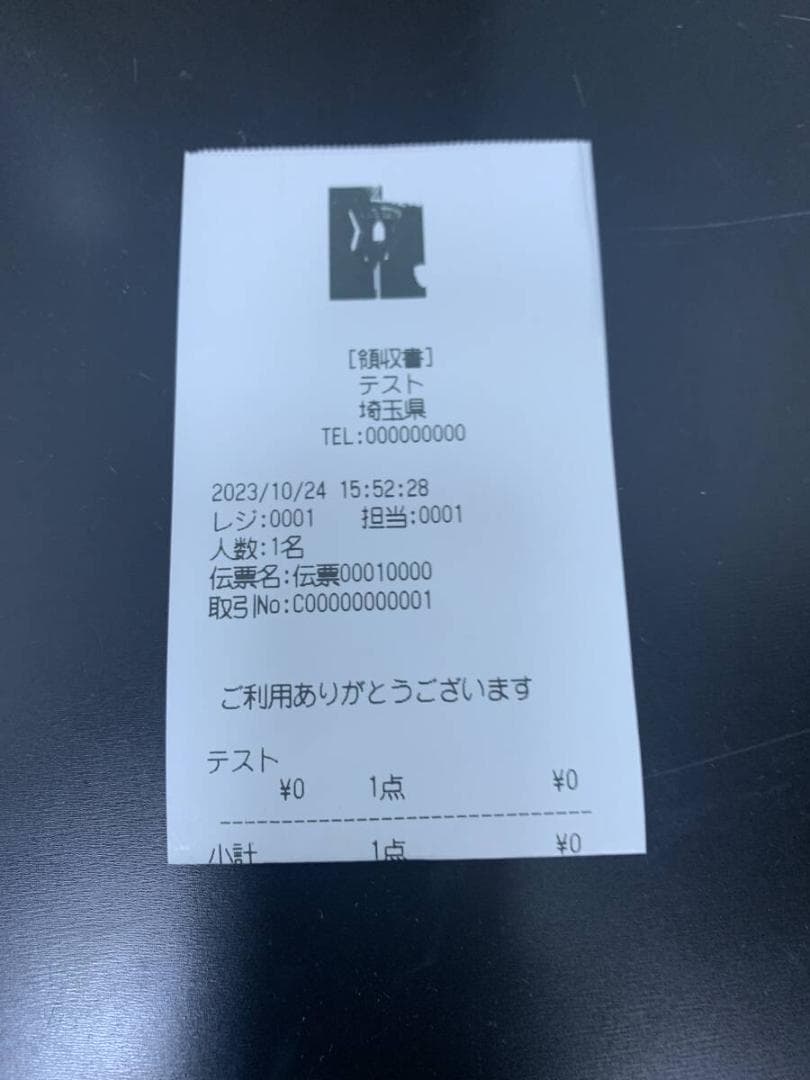 [領収書]
テスト
埼玉県
TEL:000000000
2023/10/24 15:52:28
レジ:0001 担当:0001
人数:1名
伝票名:伝票00010000
取引No:C00000000001
ご利用ありがとうございます
テスト
¥0 1点 ¥0
小計 1点 ¥0